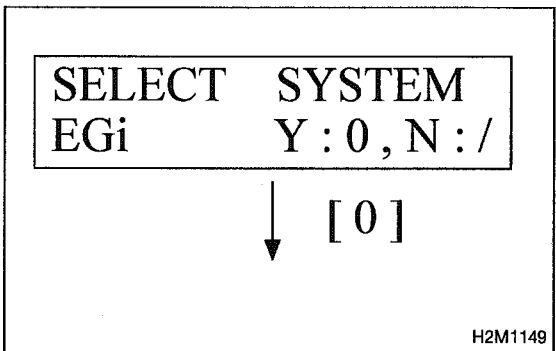 SELECT SYSTEM
EGi Y : 0 , N : /
[ 0 ]
H2M1149